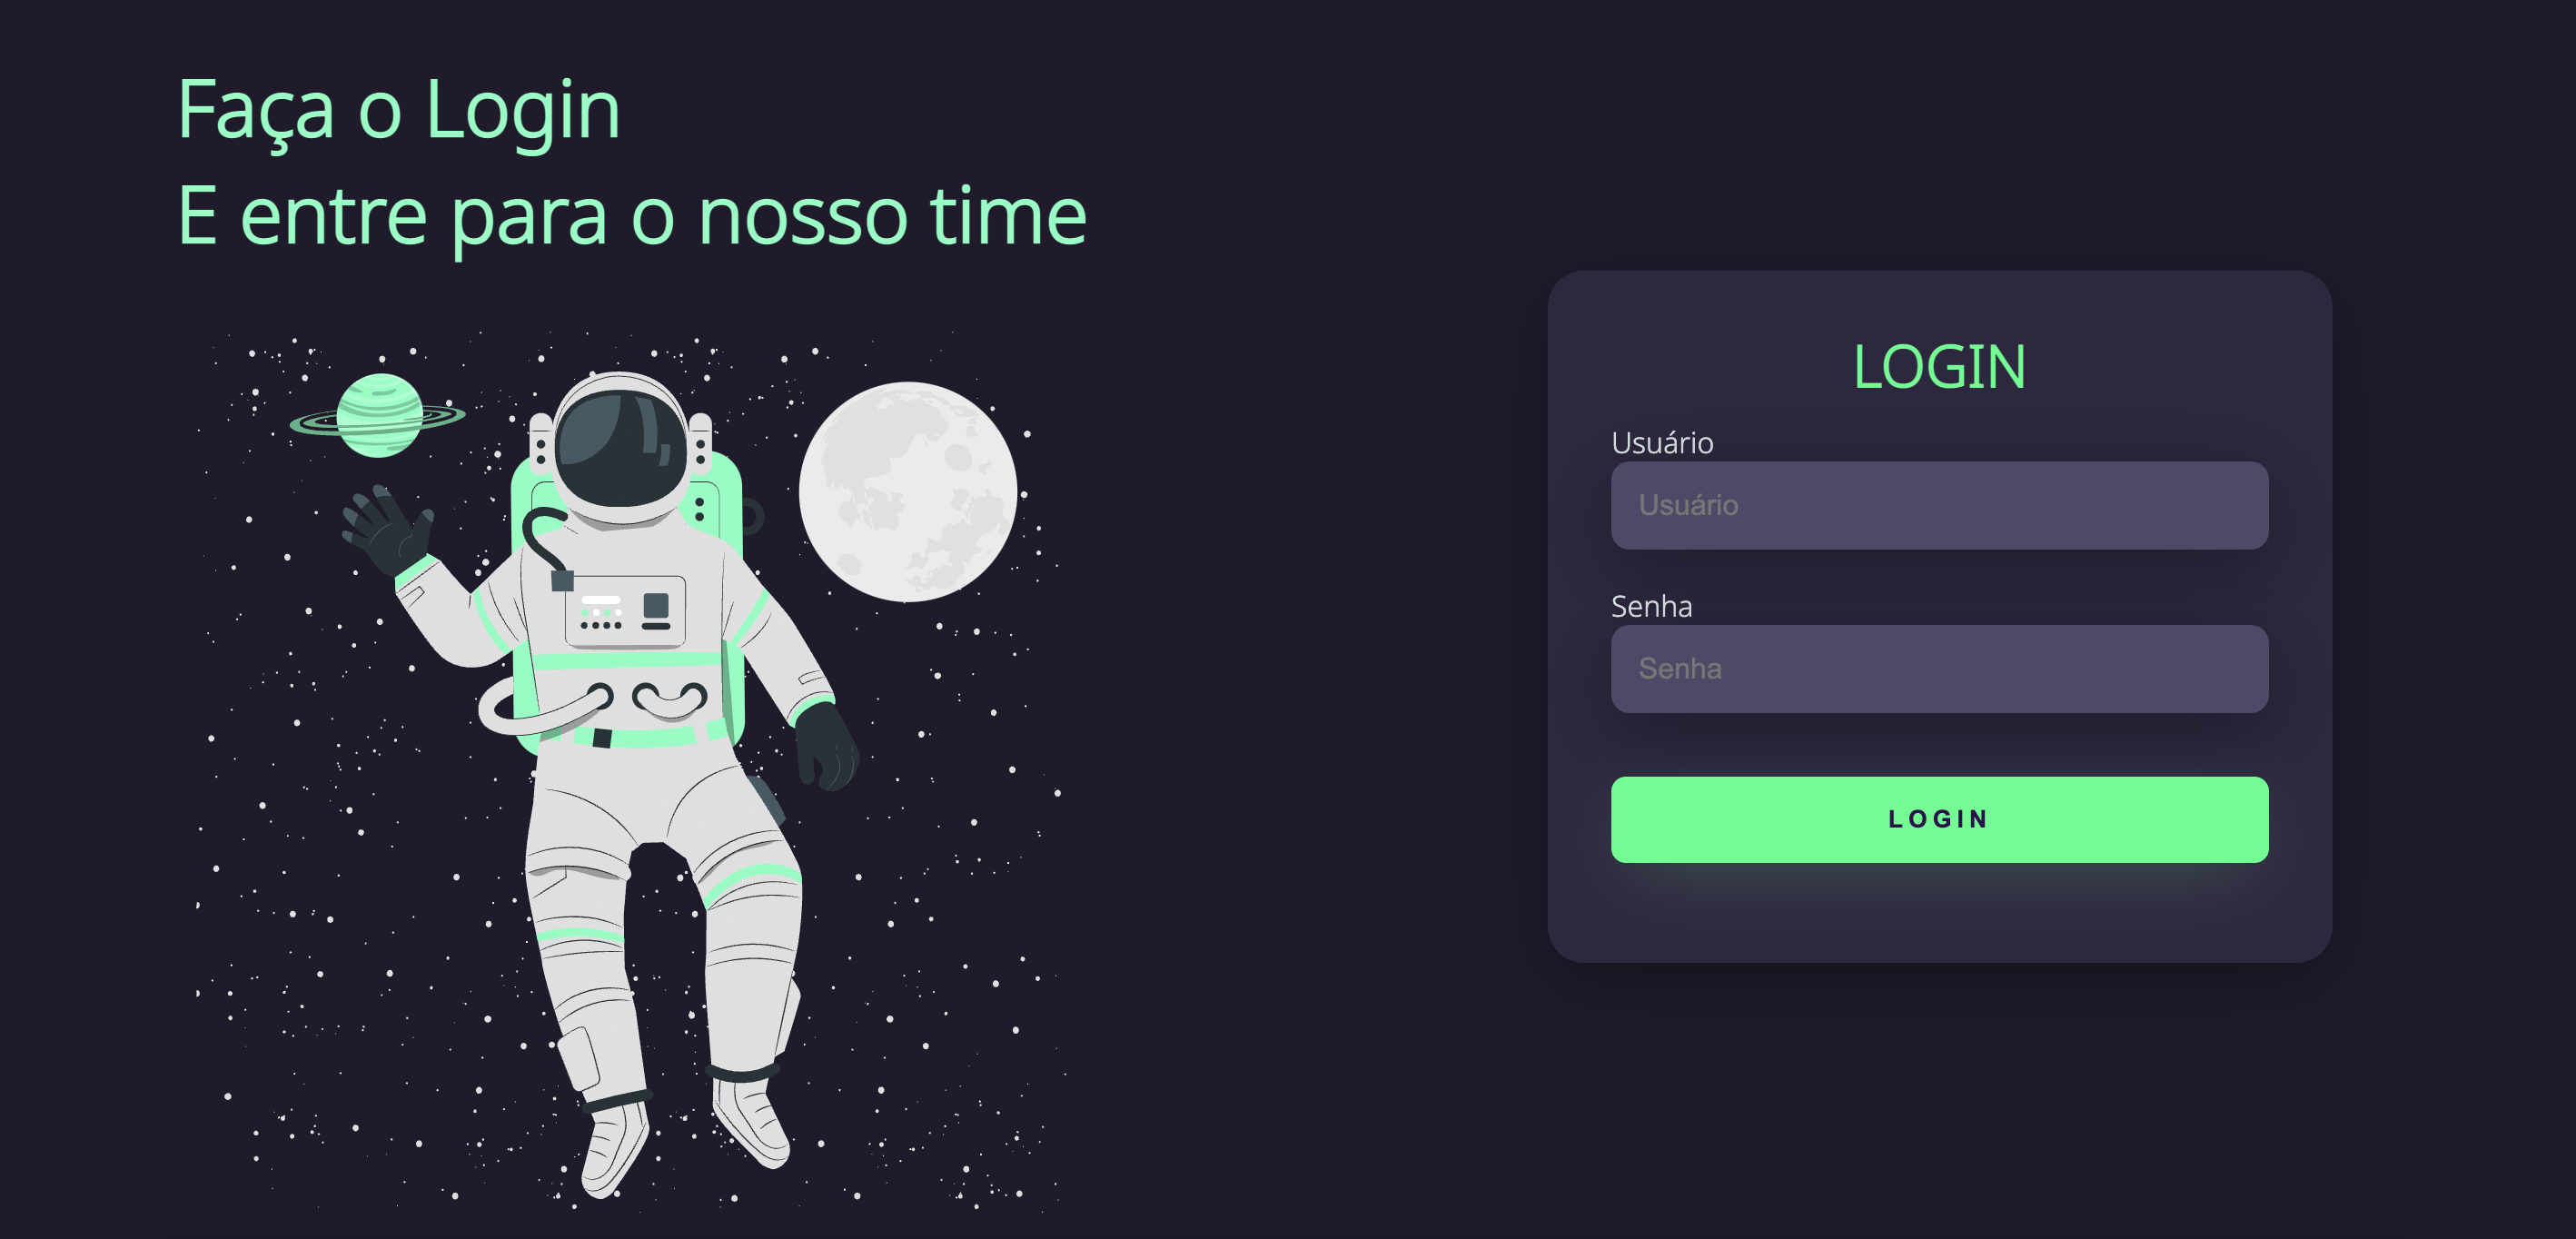 Faça o Login
E entre para o nosso time
LOGIN
Usuário
Usuário
Senha
Senha
LOGIN